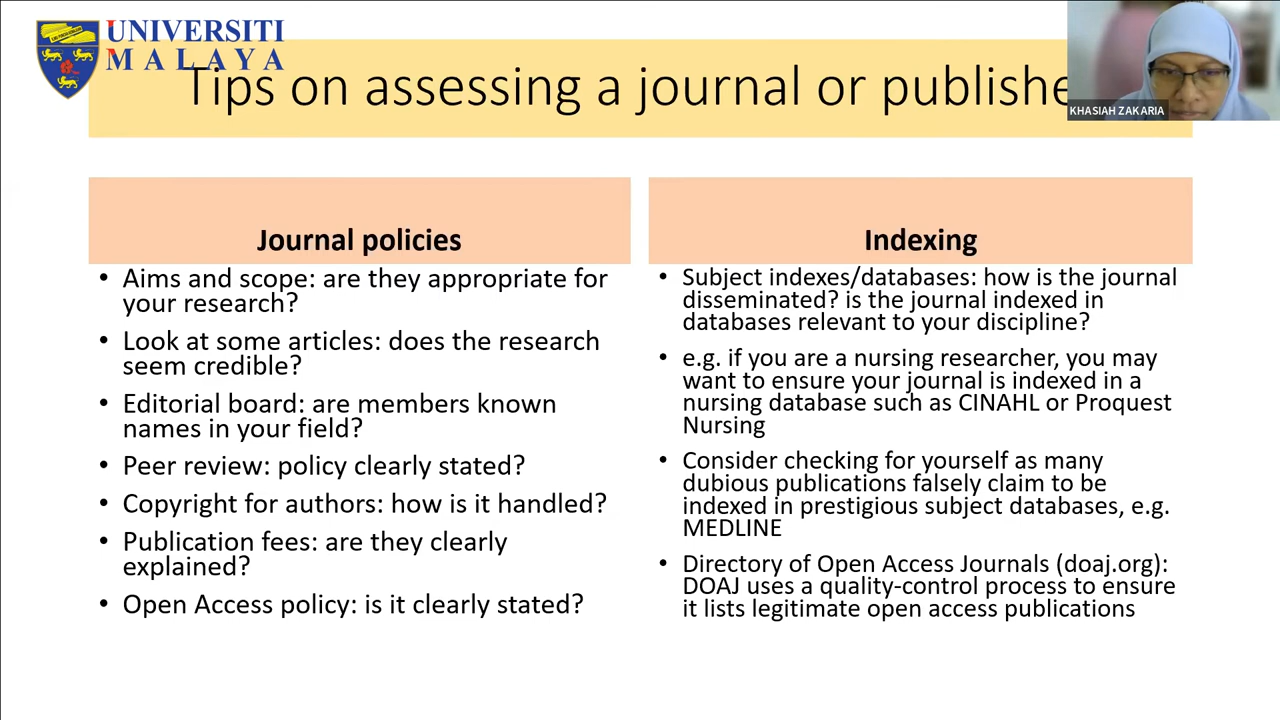 UNIVERSITI
MALAYA
Tips on assessing a journal or publishe
KHASIAH ZAKARIA
Journal policies
• Aims and scope: are they appropriate for
your research?
• Look at some articles: does the research
seem credible?
• Editorial board: are members known
names in your field?
• Peer review: policy clearly stated?
• Copyright for authors: how is it handled?
• Publication fees: are they clearly
explained?
• Open Access policy: is it clearly stated?
Indexing
• Subject indexes/databases: how is the journal
disseminated? is the journal indexed in
databases relevant to your discipline?
• e.g. if you are a nursing researcher, you may
want to ensure your journal is indexed in a
nursing database such as CINAHL or Proquest
Nursing
• Consider checking for yourself as many
dubious publications falsely claim to be
indexed in prestigious subject databases, e.g.
MEDLINE
• Directory of Open Access Journals (doaj.org):
DOAJ uses a quality-control process to ensure
it lists legitimate open access publications